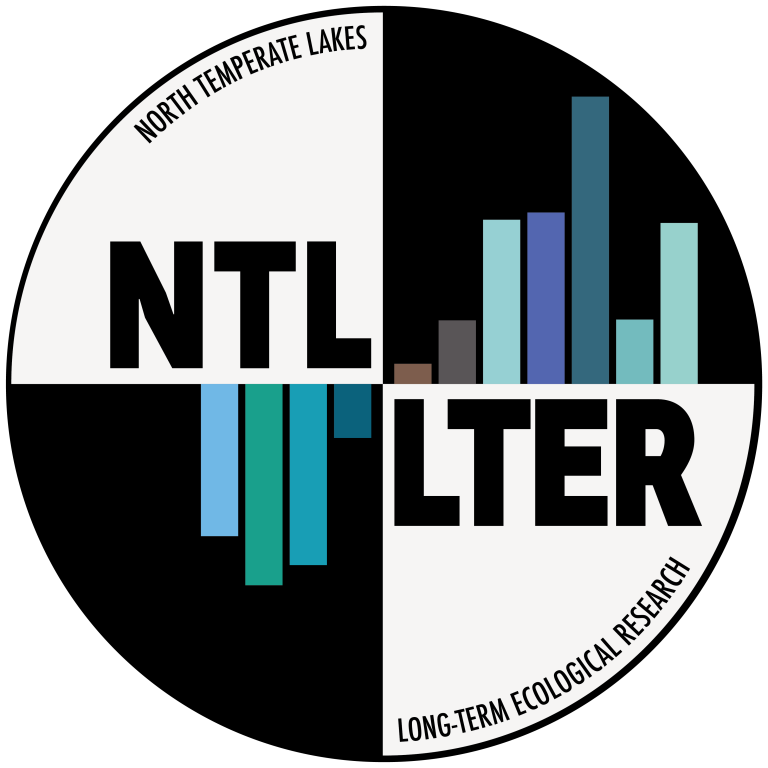 NORTH TEMPERATE LAKES
NTL
LTER
LONG-TERM ECOLOGICAL RESEARCH